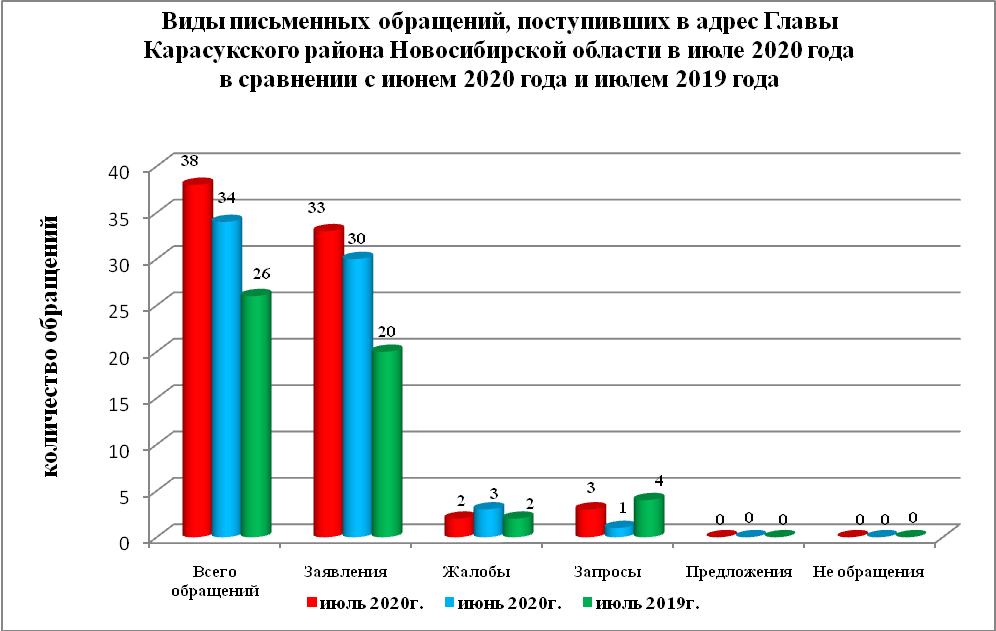 Виды письменных обращений, поступивших в адрес Главы
Карасукского района Новосибирской области в июле 2020 года
в сравнении с июнем 2020 года и июлем 2019 года
количество обращений
40
35
30
25
20
15
10
5
0
38
34
26
33
30
20
2
3
2
3
1
4
0
0
0
0
0
0
Всего
обращений
Заявления
Жалобы
Запросы
Предложения
Не обращения
июль 2020г.
июнь 2020г.
июль 2019г.